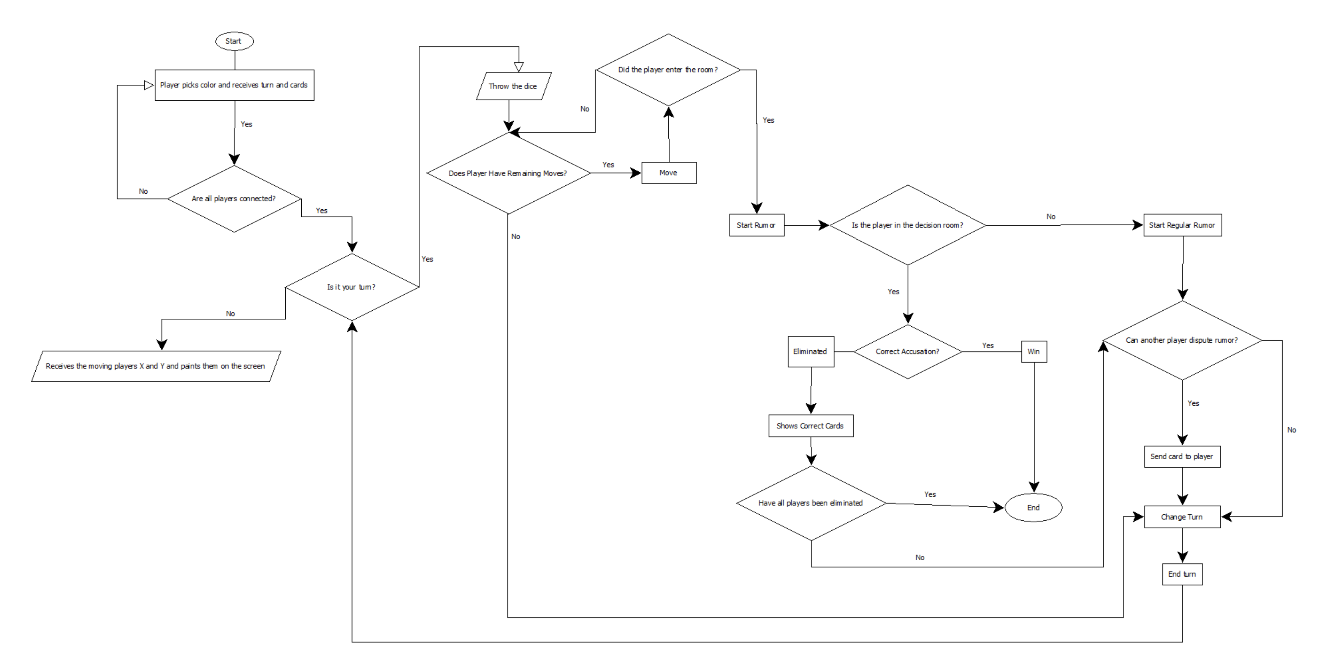 Start
Player picks color and receives turn and cards
Yes
Are all players connected?
No
Yes
Is it your turn?
No
Receives the moving players X and Y and paints them on the screen
Yes
Throw the dice
Does Player Have Remaining Moves?
Yes
Move
Did the player enter the room?
No
Yes
No
Start Rumor
Is the player in the decision room?
No
Start Regular Rumor
Yes
Correct Accusation?
Eliminated
Yes
Win
Shows Correct Cards
Have all players been eliminated
Yes
End
No
Can another player dispute rumor?
Yes
No
Send card to player
Change Turn
End turn